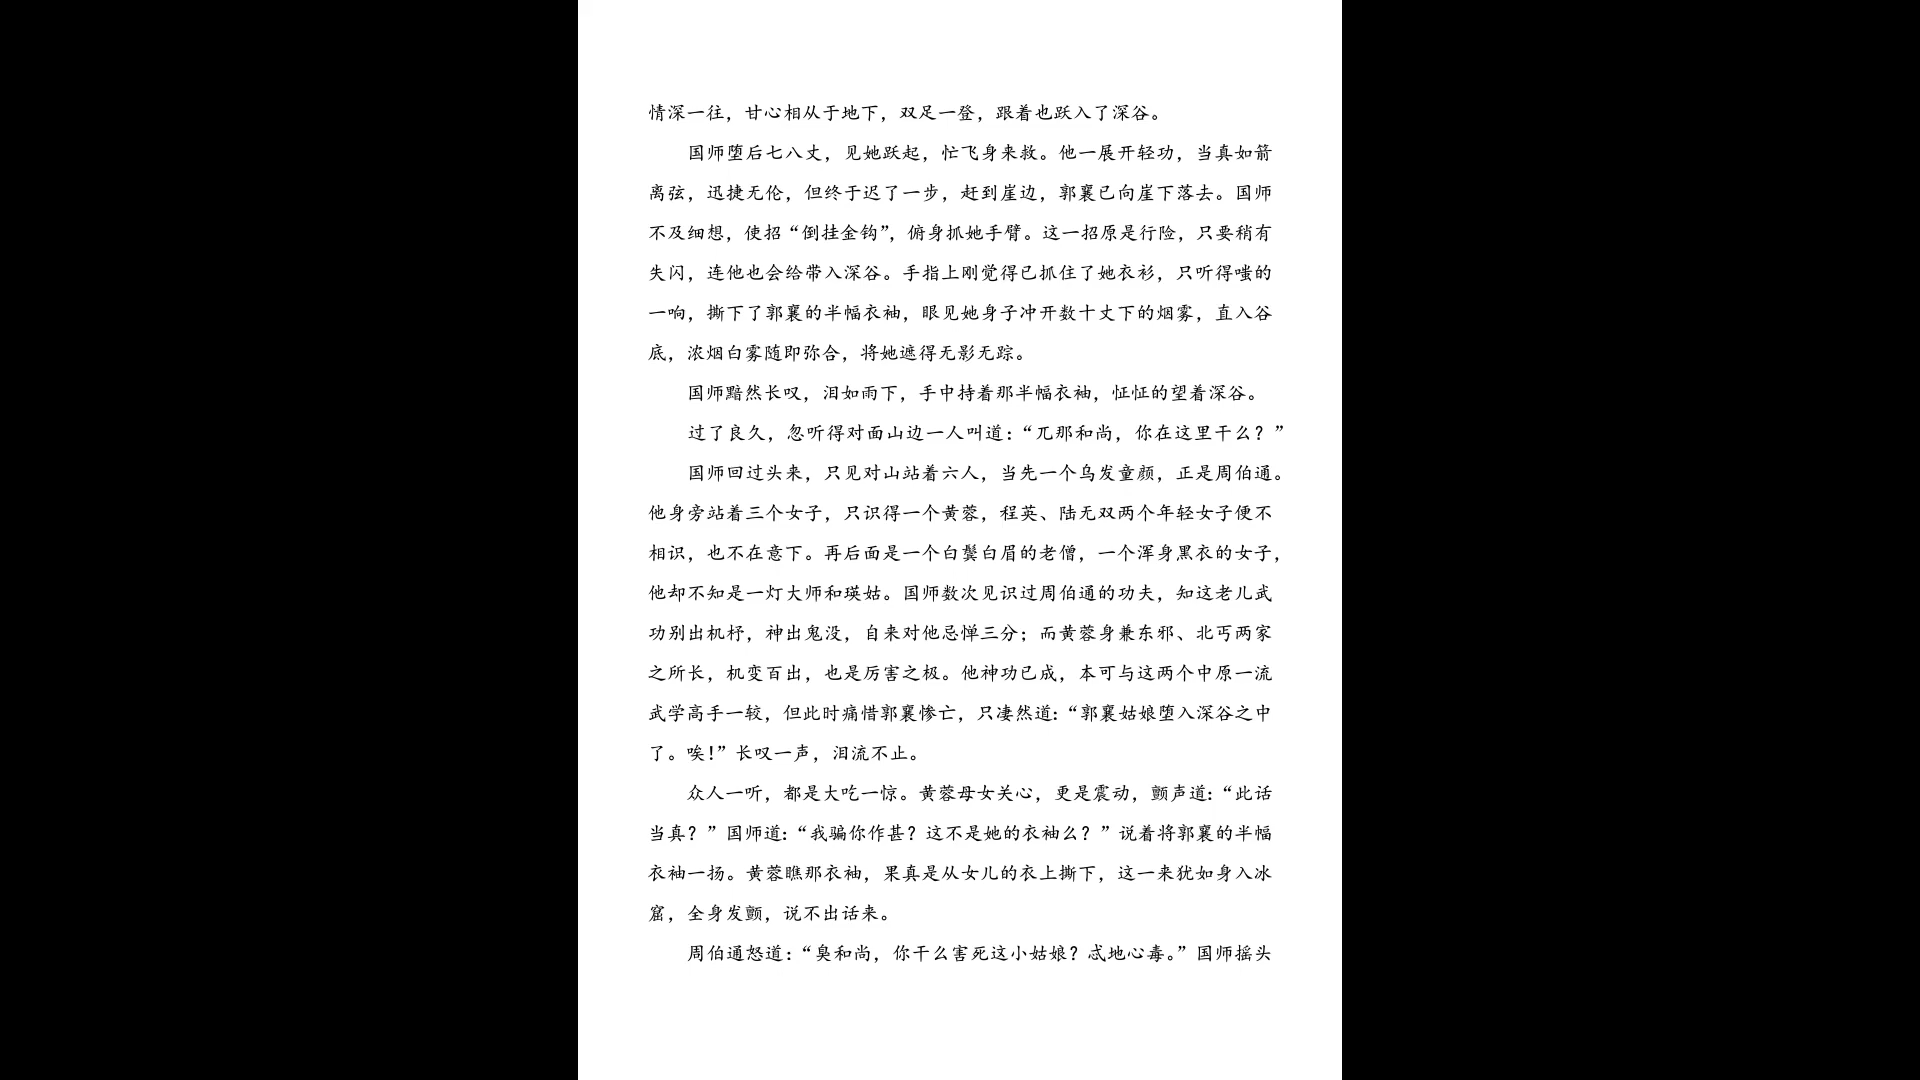 情深一往，甘心相从于地下，双足一登，跟着也跃入了深谷。
国师堕后七八丈，见她跃起，忙飞身来救。他一展开轻功，当真如箭
离弦，迅捷无伦，但终于迟了一步，赶到崖边，郭襄已向崖下落去。国师
不及细想，使招“倒挂金钩”，俯身抓她手臂。这一招原是行险，只要稍有
失闪，连他也会给带入深谷。手指上刚觉得已抓住了她衣衫，只听得嗤的
一响，撕下了郭襄的半幅衣袖，眼见她身子冲开数十丈下的烟雾，直入谷
底，浓烟白雾随即弥合，将她遮得无影无踪。
国师黯然长叹，泪如雨下，手中持着那半幅衣袖，怔怔的望着深谷。
过了良久，忽听得对面山边一人叫道：“兀那和尚，你在这里干么？”
国师回过头来，只见对山站着六人，当先一个乌发童颜，正是周伯通。
他身旁站着三个女子，只识得一个黄蓉，程英、陆无双两个年轻女子便不
相识，也不在意下。再后面是一个白鬓白眉的老僧，一个浑身黑衣的女子，
他却不知是一灯大师和瑛姑。国师数次见识过周伯通的功夫，知这老儿武
功别出机杼，神出鬼没，自来对他忌惮三分；而黄蓉身兼东邪、北丐两家
之所长，机变百出，也是厉害之极。他神功已成，本可与这两个中原一流
武学高手一较，但此时痛惜郭襄惨亡，只凄然道：“郭襄姑娘堕入深谷之中
了。唉！”长叹一声，泪流不止。
众人一听，都是大吃一惊。黄蓉母女关心，更是震动，颤声道：“此话
当真？”国师道：“我骗你作甚？这不是她的衣袖么？”说着将郭襄的半幅
衣袖一扬。黄蓉瞧那衣袖，果真是从女儿的衣上撕下，这一来犹如身入冰
窟，全身发颤，说不出话来。
周伯通怒道：“臭和尚，你干么害死这小姑娘？忒地心毒。”国师摇头